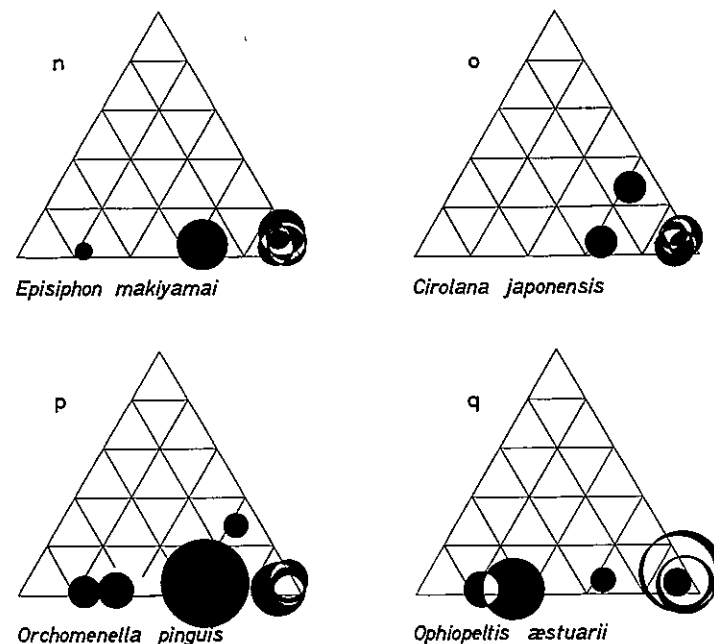 n
o
Episiphon makiyamai
Cirolana japonensis
p
q
Orchomenella pinguis
Ophiopeltis æstuarii